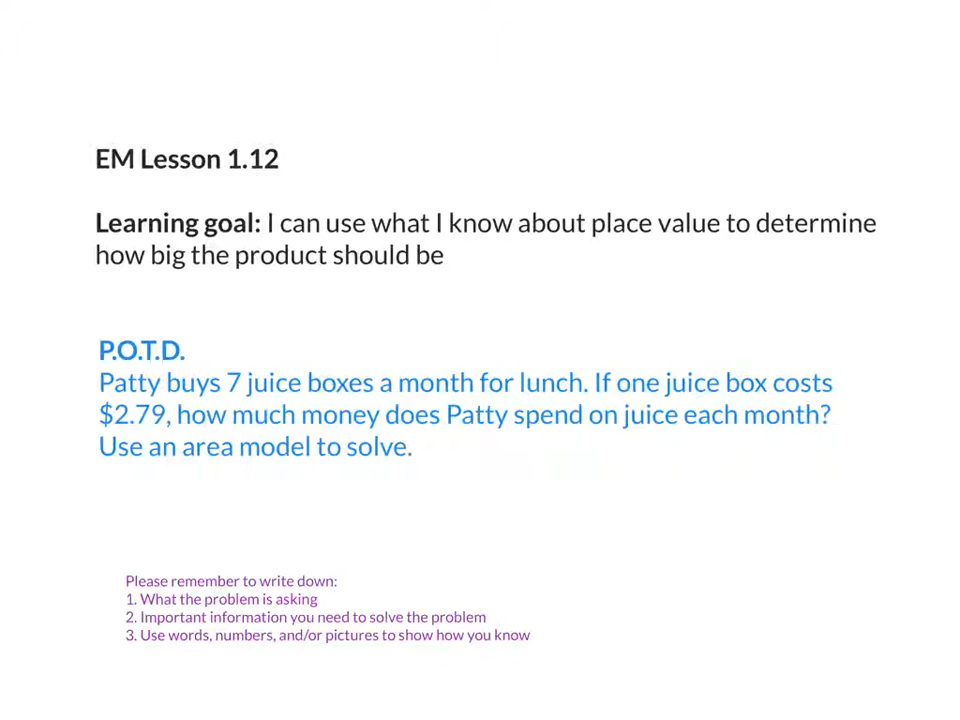 EM Lesson 1.12
Learning goal: I can use what I know about place value to determine
how big the product should be
P.O.T.D.
Patty buys 7 juice boxes a month for lunch. If one juice box costs
$2.79, how much money does Patty spend on juice each month?
Use an area model to solve.
Please remember to write down:
1. What the problem is asking
2. Important information you need to solve the problem
3. Use words, numbers, and/or pictures to show how you know